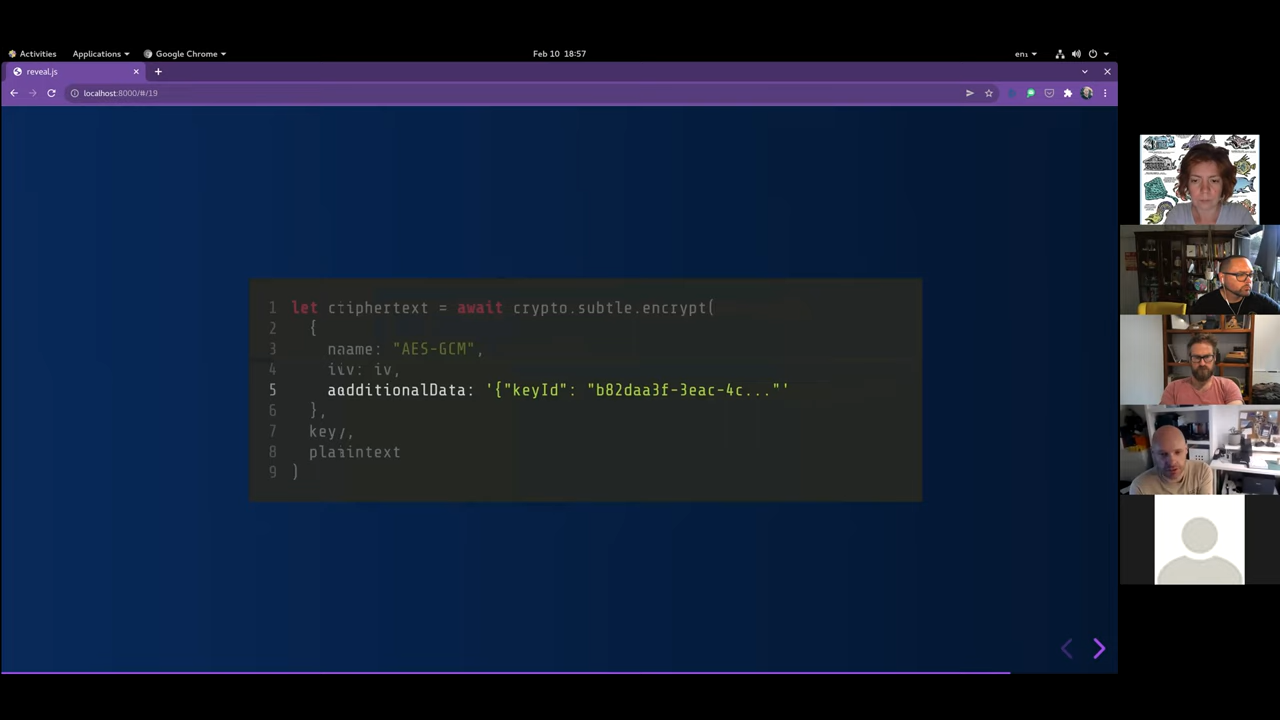 Activities
Applications
Google Chrome
Feb 10 18:57
en₁
reveal.js
localhost:8000/#/19
1 let ciphertext = await crypto.subtle.encrypt(
2 {
3 name: "AES-GCM",
4 iv: iv,
5 additionalData: '{"keyId": "b82daa3f-3eac-4c..."'
6 },
7 key,
8 plaintext
9 )